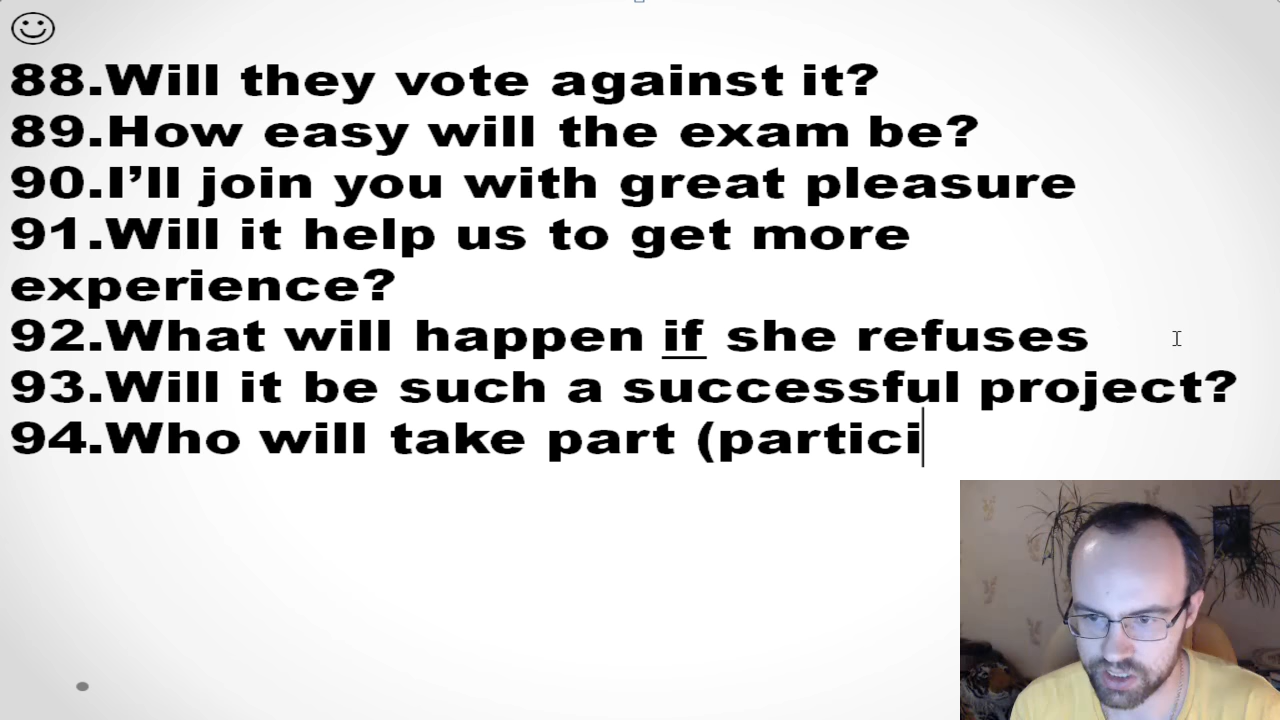 88.Will they vote against it?
89.How easy will the exam be?
90.I’ll join you with great pleasure
91.Will it help us to get more
experience?
92.What will happen if she refuses
93.Will it be such a successful project?
94.Who will take part (partici